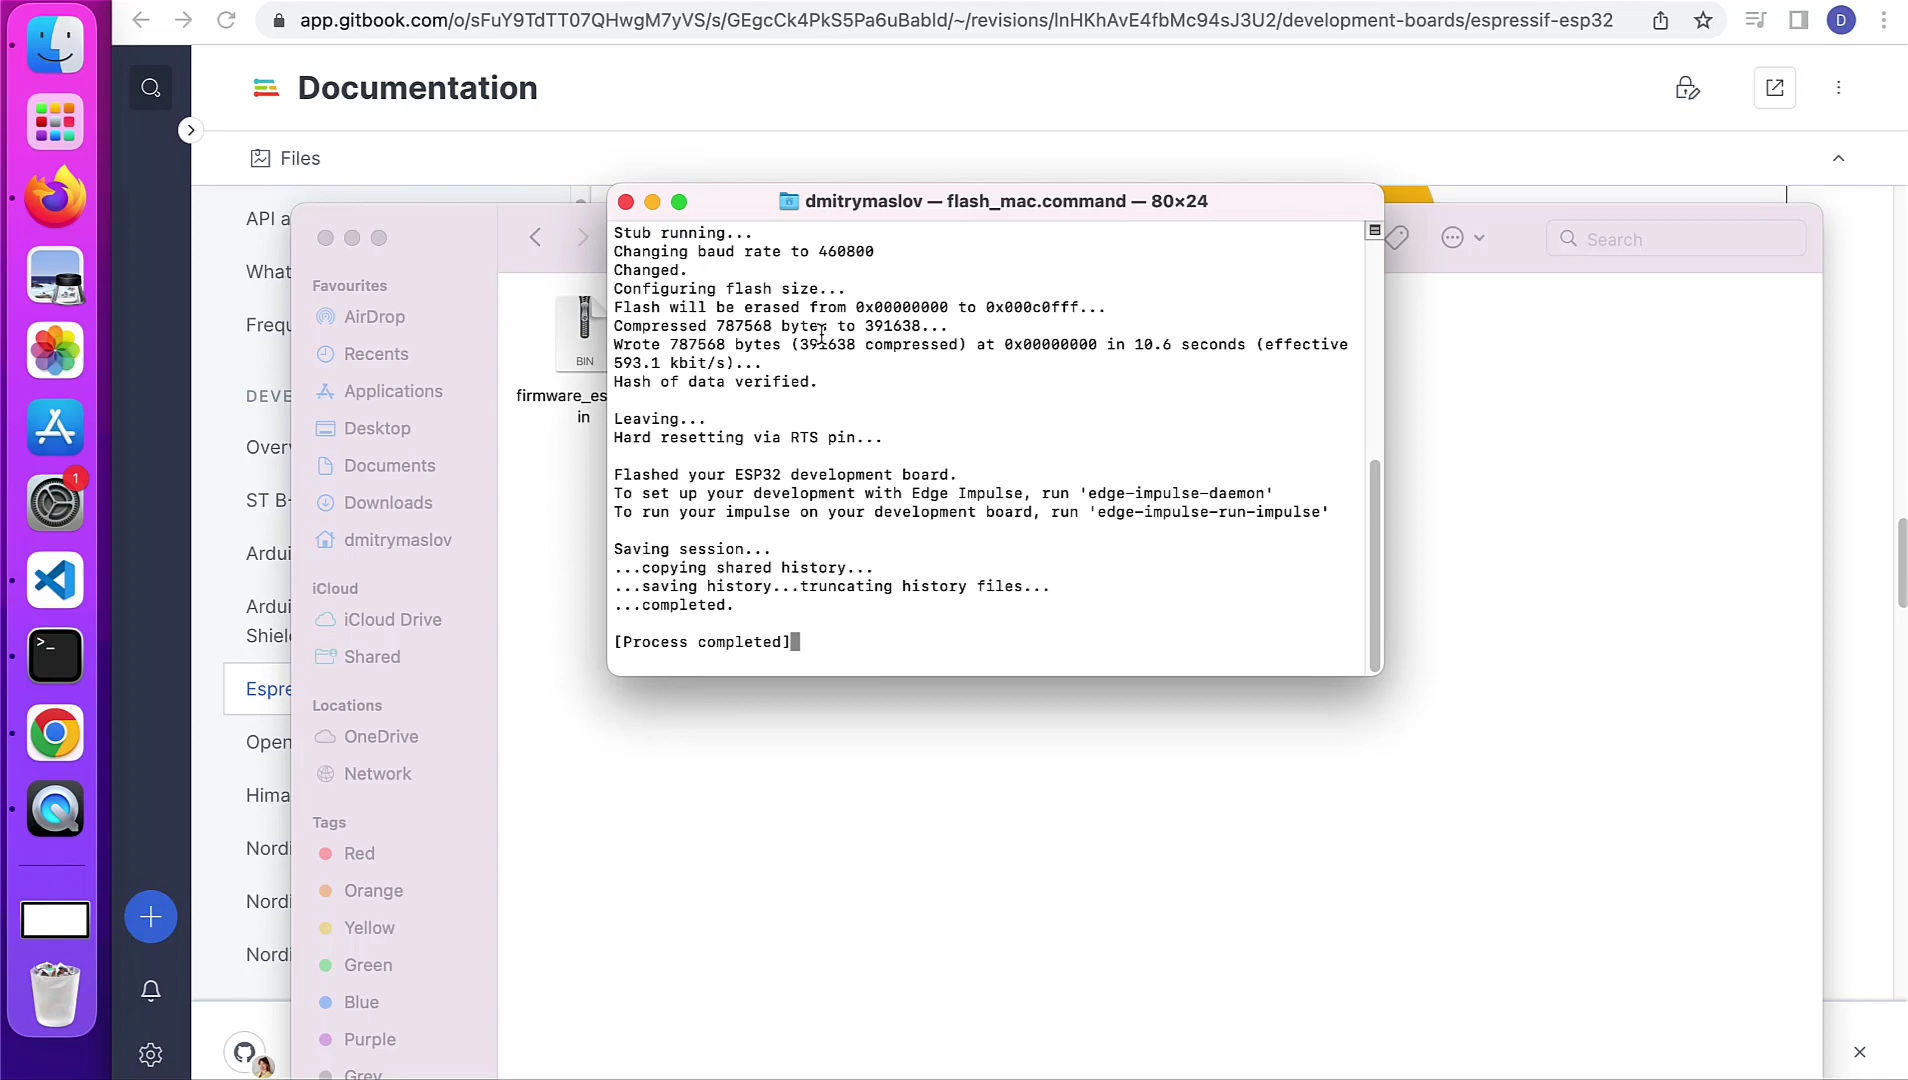 app.gitbook.com/o/sFuY9TdTT07QHwgM7yVS/s/GEgcCk4PkS5Pa6uBabld/~/revisions/lnHKhAvE4fbMc94sJ3U2/development-boards/espressif-esp32
D
Documentation
Files
dmitrymaslov — flash_mac.command — 80×24
Stub running...
Changing baud rate to 460800
Changed.
Configuring flash size...
Flash will be erased from 0x00000000 to 0x000c0fff...
Compressed 787568 bytes to 391638...
Wrote 787568 bytes (391638 compressed) at 0x00000000 in 10.6 seconds (effective
593.1 kbit/s)...
Hash of data verified.
Leaving...
Hard resetting via RTS pin...
Flashed your ESP32 development board.
To set up your development with Edge Impulse, run 'edge-impulse-daemon'
To run your impulse on your development board, run 'edge-impulse-run-impulse'
Saving session...
...copying shared history...
...saving history...truncating history files...
...completed.
[Process completed]
Search
BIN
firmware_es
in
Favourites
AirDrop
Recents
Applications
Desktop
Documents
Downloads
dmitrymaslov
iCloud
iCloud Drive
Shared
Locations
OneDrive
Network
Tags
Red
Orange
Yellow
Green
Blue
Purple
Grey
API a
What
Frequ
DEVE
Overv
ST B-
Ardui
Ardui
Shield
Espre
Open
Hima
Nordi
Nordi
Nordi
1
>_